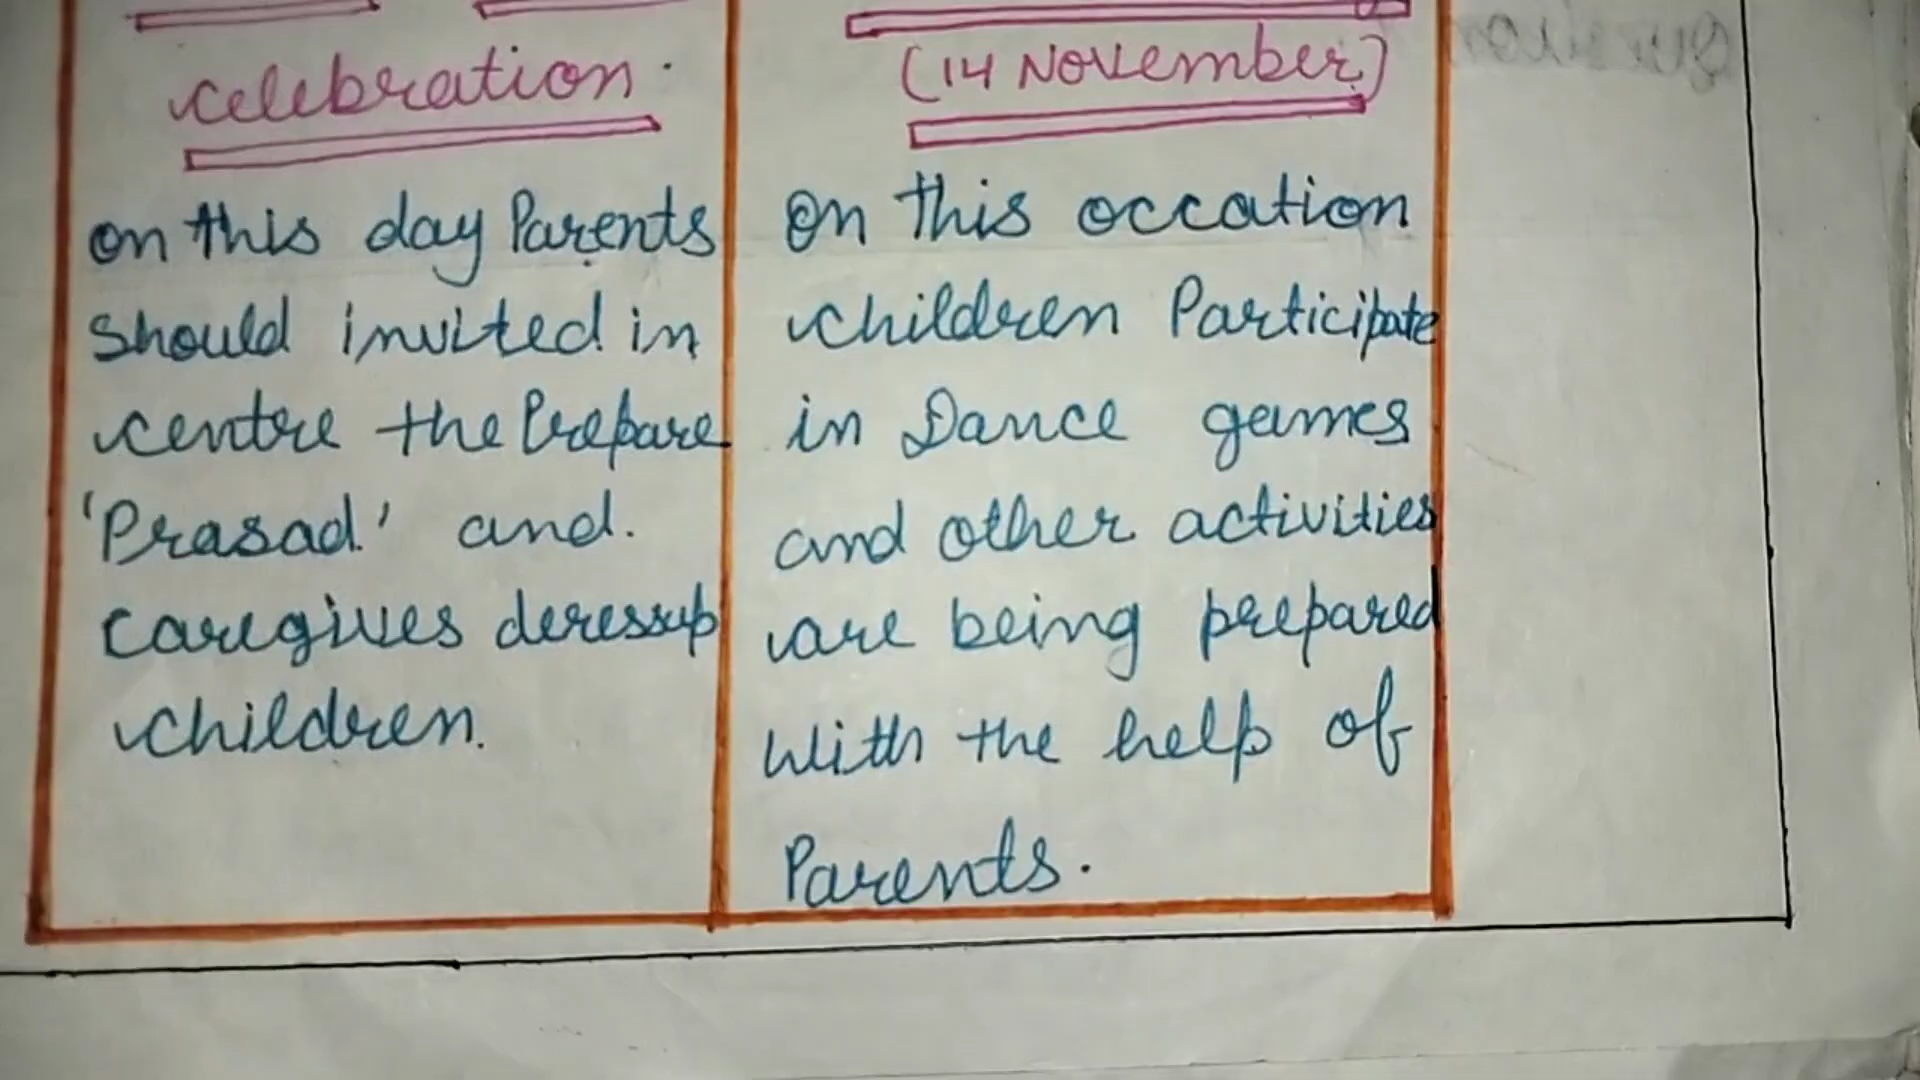 celebration.
on this day Parents
should invited in
centre the Prepare
'Prasad.' and.
caregives deressup
children.
(14 November)
on this occation
children Participate
in Dance games
and other activities
are being prepared
with the help of
Parents.